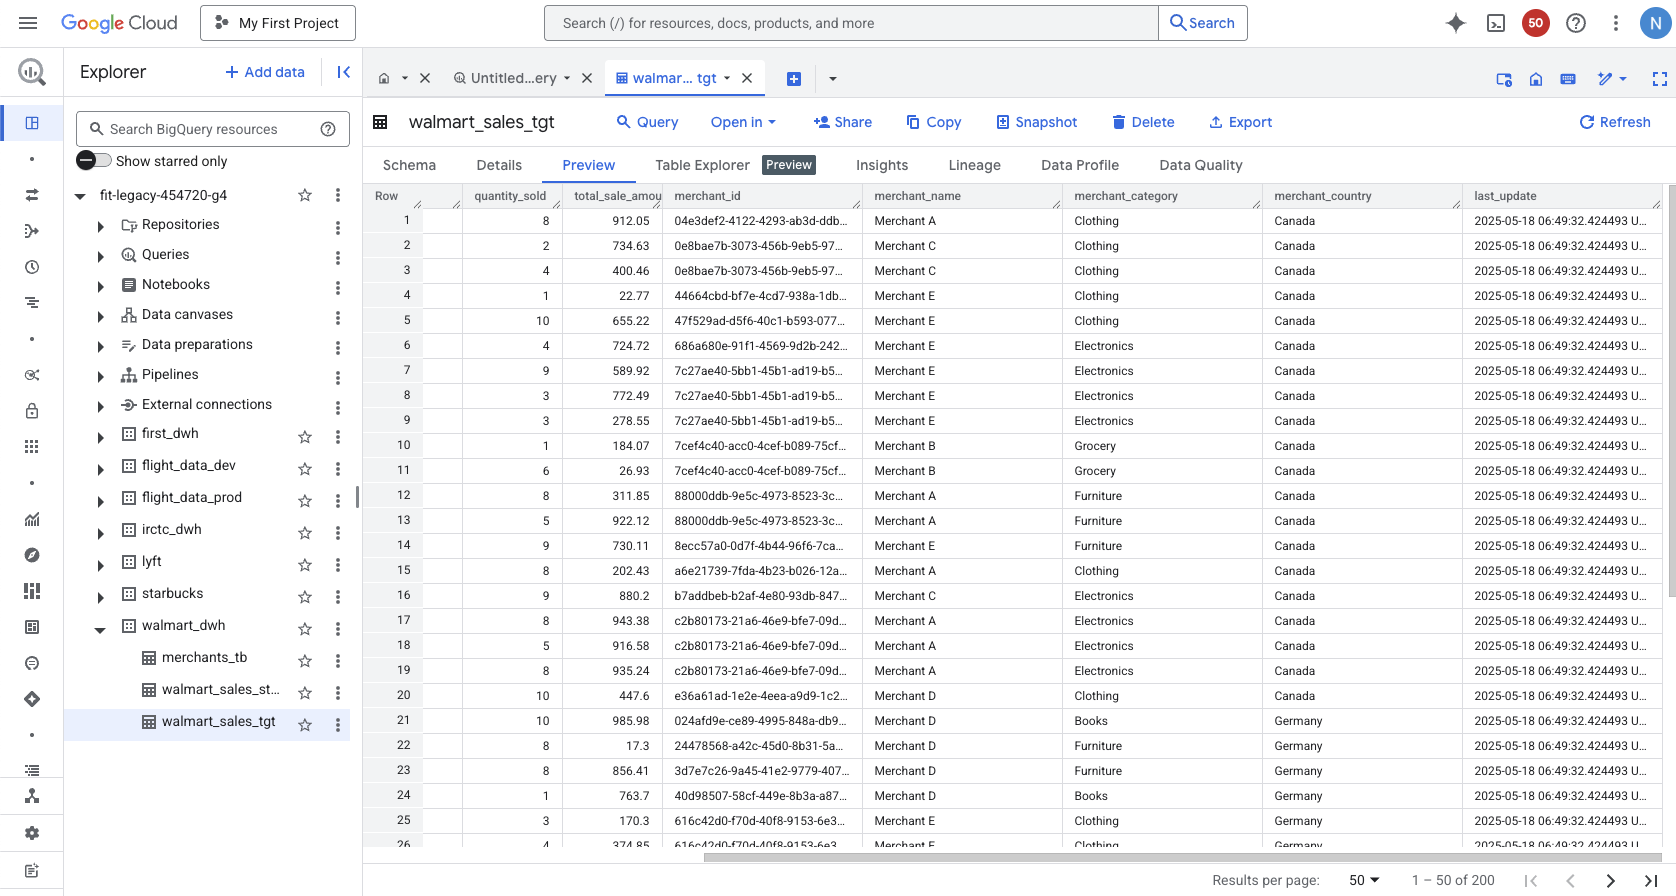 Google Cloud
My First Project
Search (/) for resources, docs, products, and more
Search
50
N
Explorer
Add data
Untitled...ery
walmar... tgt
Search BigQuery resources
Show starred only
fit-legacy-454720-g4
Repositories
Queries
Notebooks
Data canvases
Data preparations
Pipelines
External connections
first_dwh
flight_data_dev
flight_data_prod
irctc_dwh
lyft
starbucks
walmart_dwh
merchants_tb
walmart_sales_st...
walmart_sales_tgt
walmart_sales_tgt
Query
Open in
Share
Copy
Snapshot
Delete
Export
Refresh
Schema
Details
Preview
Table Explorer
Preview
Insights
Lineage
Data Profile
Data Quality
Row quantity_sold total_sale_amou merchant_id merchant_name merchant_category merchant_country last_update
1 8 912.05 04e3def2-4122-4293-ab3d-ddb... Merchant A Clothing Canada 2025-05-18 06:49:32.424493 U...
2 2 734.63 0e8bae7b-3073-456b-9eb5-97... Merchant C Clothing Canada 2025-05-18 06:49:32.424493 U...
3 4 400.46 0e8bae7b-3073-456b-9eb5-97... Merchant C Clothing Canada 2025-05-18 06:49:32.424493 U...
4 1 22.77 44664cbd-bf7e-4cd7-938a-1db... Merchant E Clothing Canada 2025-05-18 06:49:32.424493 U...
5 10 655.22 47f529ad-d5f6-40c1-b593-077... Merchant E Clothing Canada 2025-05-18 06:49:32.424493 U...
6 4 724.72 686a680e-91f1-4569-9d2b-242... Merchant E Electronics Canada 2025-05-18 06:49:32.424493 U...
7 9 589.92 7c27ae40-5bb1-45b1-ad19-b5... Merchant E Electronics Canada 2025-05-18 06:49:32.424493 U...
8 3 772.49 7c27ae40-5bb1-45b1-ad19-b5... Merchant E Electronics Canada 2025-05-18 06:49:32.424493 U...
9 3 278.55 7c27ae40-5bb1-45b1-ad19-b5... Merchant E Electronics Canada 2025-05-18 06:49:32.424493 U...
10 1 184.07 7cef4c40-acc0-4cef-b089-75cf... Merchant B Grocery Canada 2025-05-18 06:49:32.424493 U...
11 6 26.93 7cef4c40-acc0-4cef-b089-75cf... Merchant B Grocery Canada 2025-05-18 06:49:32.424493 U...
12 8 311.85 88000ddb-9e5c-4973-8523-3c... Merchant A Furniture Canada 2025-05-18 06:49:32.424493 U...
13 5 922.12 88000ddb-9e5c-4973-8523-3c... Merchant A Furniture Canada 2025-05-18 06:49:32.424493 U...
14 9 730.11 8ecc57a0-0d7f-4b44-96f6-7ca... Merchant E Furniture Canada 2025-05-18 06:49:32.424493 U...
15 8 202.43 a6e21739-7fda-4b23-b026-12a... Merchant A Clothing Canada 2025-05-18 06:49:32.424493 U...
16 9 880.2 b7addbeb-b2af-4e80-93db-847... Merchant C Electronics Canada 2025-05-18 06:49:32.424493 U...
17 8 943.38 c2b80173-21a6-46e9-bfe7-09d... Merchant A Electronics Canada 2025-05-18 06:49:32.424493 U...
18 5 916.58 c2b80173-21a6-46e9-bfe7-09d... Merchant A Electronics Canada 2025-05-18 06:49:32.424493 U...
19 8 935.24 c2b80173-21a6-46e9-bfe7-09d... Merchant A Electronics Canada 2025-05-18 06:49:32.424493 U...
20 10 447.6 e36a61ad-1e2e-4eea-a9d9-1c2... Merchant D Clothing Canada 2025-05-18 06:49:32.424493 U...
21 10 985.98 024afd9e-ce89-4995-848a-db9... Merchant D Books Germany 2025-05-18 06:49:32.424493 U...
22 8 17.3 24478568-a42c-45d0-8b31-5a... Merchant D Furniture Germany 2025-05-18 06:49:32.424493 U...
23 8 856.41 3d7e7c26-9a45-41e2-9779-407... Merchant D Furniture Germany 2025-05-18 06:49:32.424493 U...
24 1 763.7 40d98507-58cf-449e-8b3a-a87... Merchant D Books Germany 2025-05-18 06:49:32.424493 U...
25 3 170.3 616c42d0-f70d-40f8-9153-6e3... Merchant E Clothing Germany 2025-05-18 06:49:32.424493 U...
26 4 374.85 616c42d0-f70d-40f8-9153-6e3... Merchant E Clothing Germany 2025-05-18 06:49:32.424493 U...
Results per page: 50 1 – 50 of 200